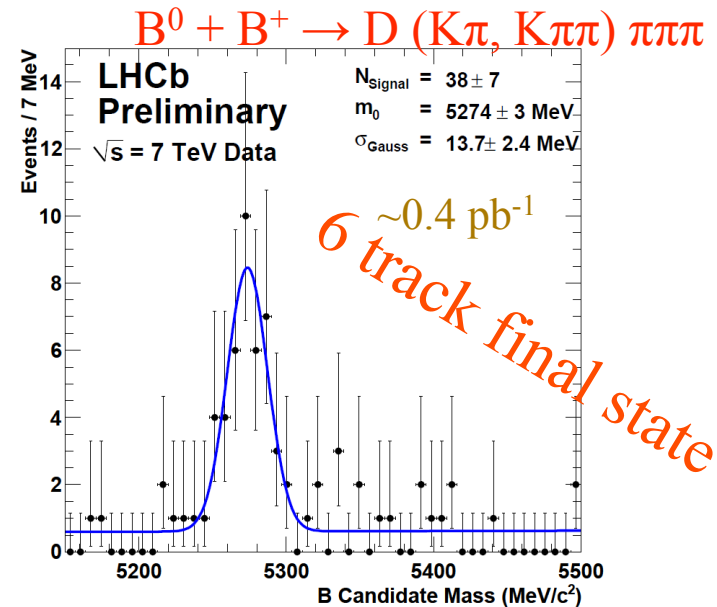 B⁰ + B⁺ → D (Kπ, Kππ) πππ
LHCb
Preliminary
√s = 7 TeV Data
N_Signal = 38 ± 7
m₀ = 5274 ± 3 MeV
σ_Gauss = 13.7± 2.4 MeV
~0.4 pb⁻¹
6 track final state
Events / 7 MeV
14
12
10
8
6
4
2
0
5200 5300 5400 5500
B Candidate Mass (MeV/c²)